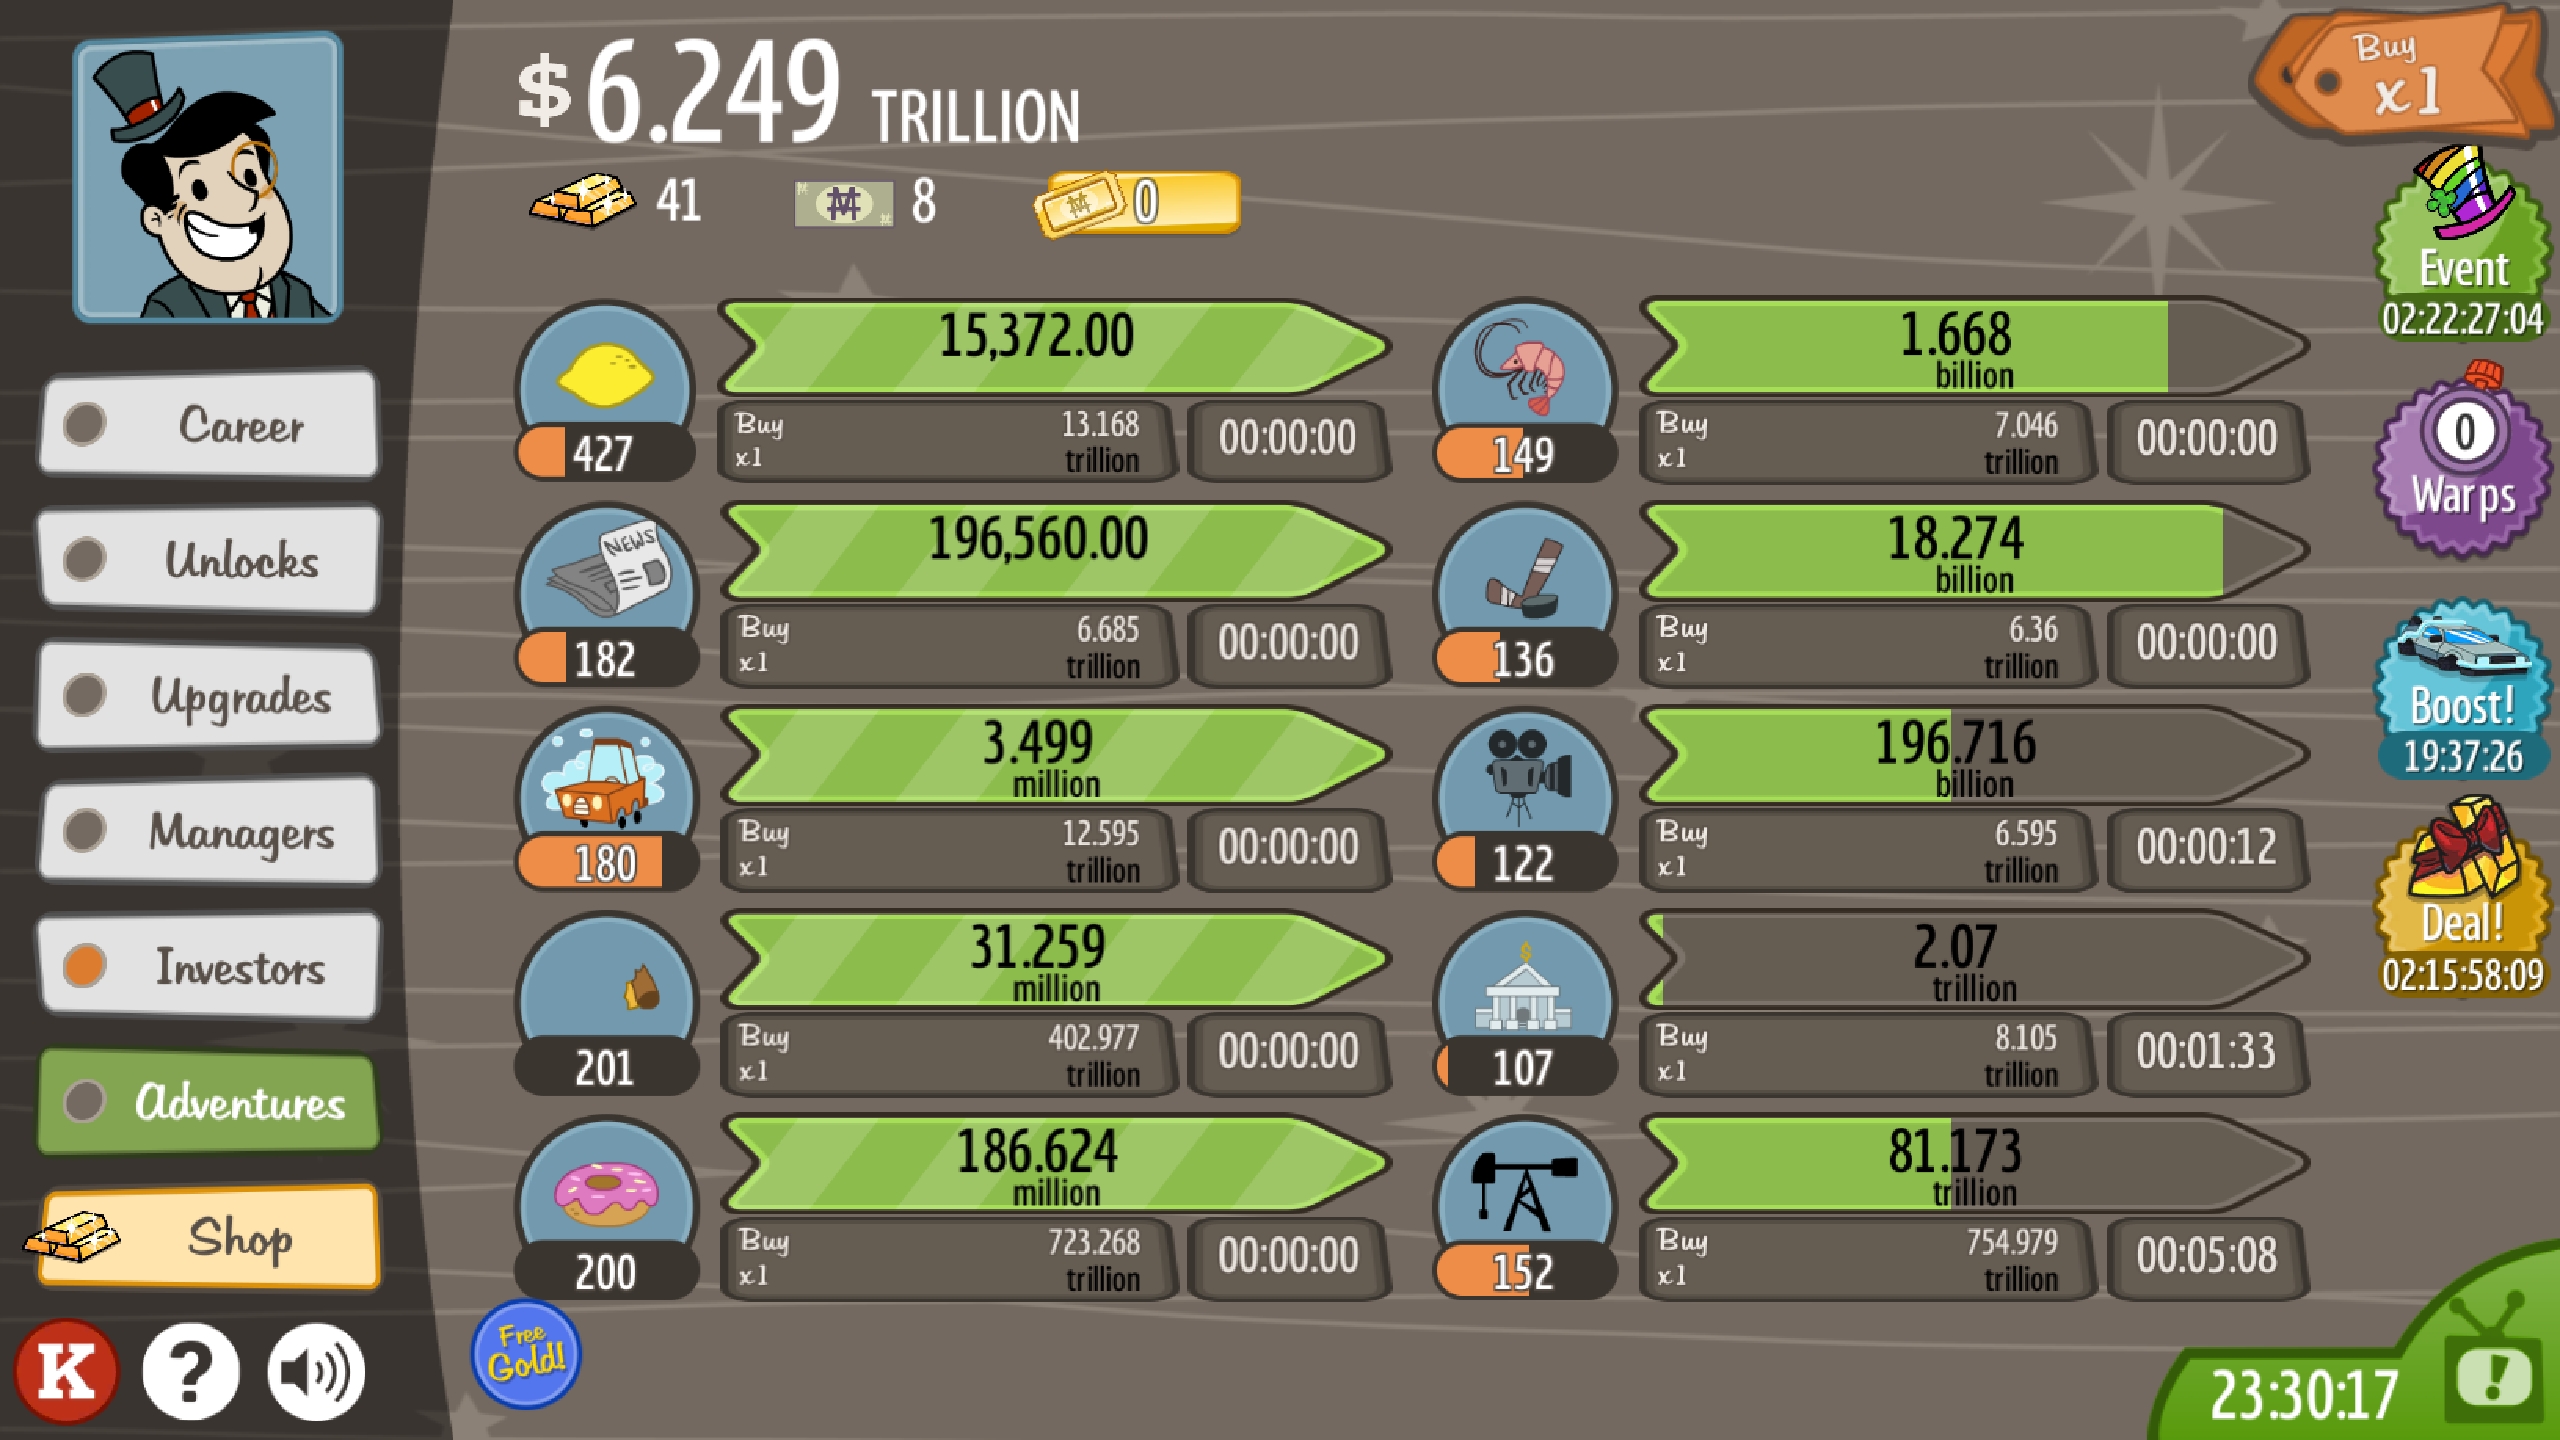 $6.249 TRILLION
41
8
0
Buy
x1
Event
02:22:27:04
0
Warps
Boost!
19:37:26
Deal!
02:15:58:09
Career
Unlocks
Upgrades
Managers
Investors
Adventures
Shop
K
?
15,372.00
427
Buy
x1
13.168
trillion
00:00:00
NEWS
196,560.00
182
Buy
x1
6.685
trillion
00:00:00
3.499
million
180
Buy
x1
12.595
trillion
00:00:00
31.259
million
201
Buy
x1
402.977
trillion
00:00:00
186.624
million
200
Buy
x1
723.268
trillion
00:00:00
1.668
billion
149
Buy
x1
7.046
trillion
00:00:00
18.274
billion
136
Buy
x1
6.36
trillion
00:00:00
196.716
billion
122
Buy
x1
6.595
trillion
00:00:12
$
2.07
trillion
107
Buy
x1
8.105
trillion
00:01:33
81.173
trillion
152
Buy
x1
754.979
trillion
00:05:08
Free
Gold!
23:30:17
!